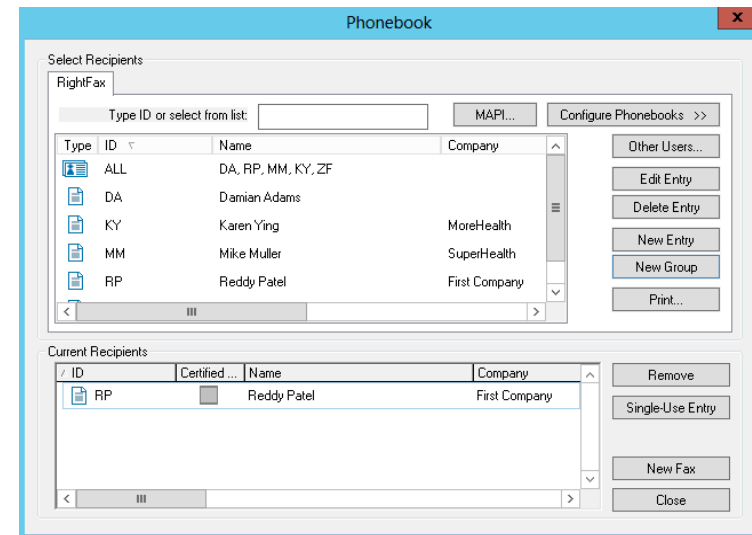 Phonebook
x
Select Recipients
RightFax
Type ID or select from list:
MAPI...
Configure Phonebooks >>
Type ID Name Company
ALL DA, RP, MM, KY, ZF
DA Damian Adams
KY Karen Ying MoreHealth
MM Mike Muller SuperHealth
RP Reddy Patel First Company
Other Users...
Edit Entry
Delete Entry
New Entry
New Group
Print...
Current Recipients
ID Certified ... Name Company
RP Reddy Patel First Company
Remove
Single-Use Entry
New Fax
Close